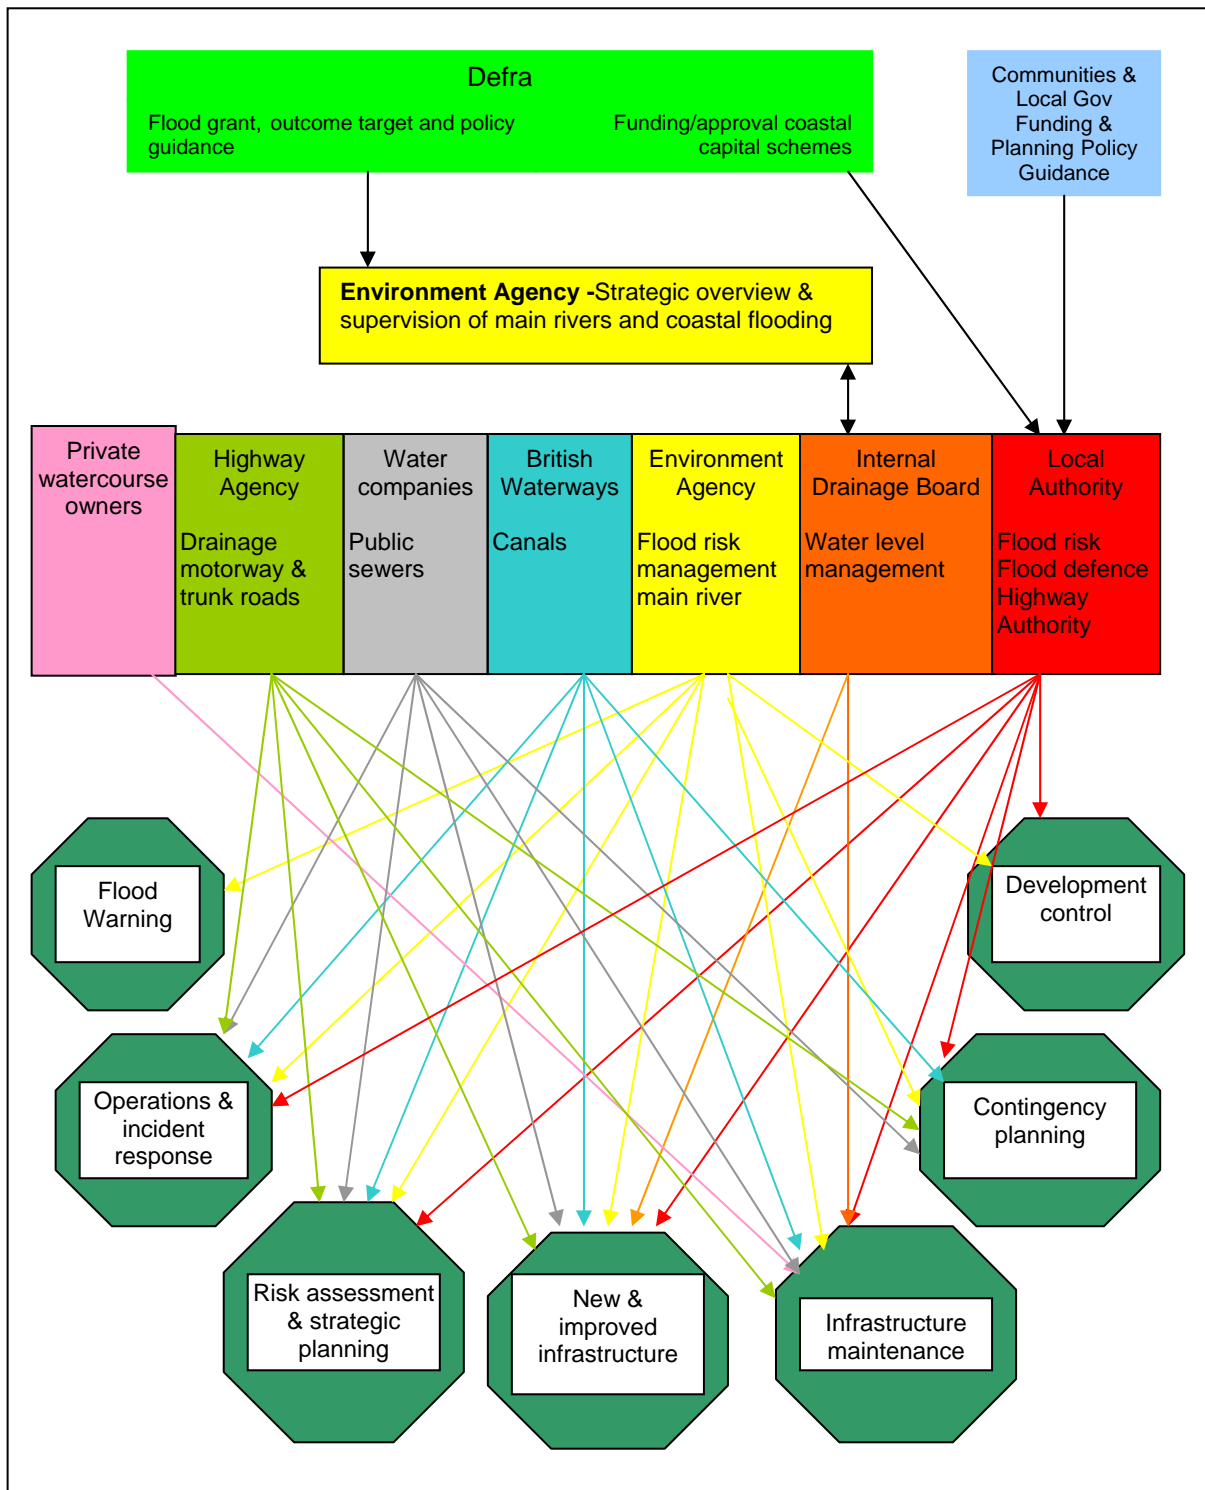 Defra
Flood grant, outcome target and policy
guidance
Funding/approval coastal
capital schemes
Communities &
Local Gov
Funding &
Planning Policy
Guidance
Environment Agency -Strategic overview &
supervision of main rivers and coastal flooding
Private
watercourse
owners
Highway
Agency
Drainage
motorway &
trunk roads
Water
companies
Public
sewers
British
Waterways
Canals
Environment
Agency
Flood risk
management
main river
Internal
Drainage Board
Water level
management
Local
Authority
Flood risk
Flood defence
Highway
Authority
Flood
Warning
Development
control
Operations &
incident
response
Contingency
planning
Risk assessment
& strategic
planning
New &
improved
infrastructure
Infrastructure
maintenance